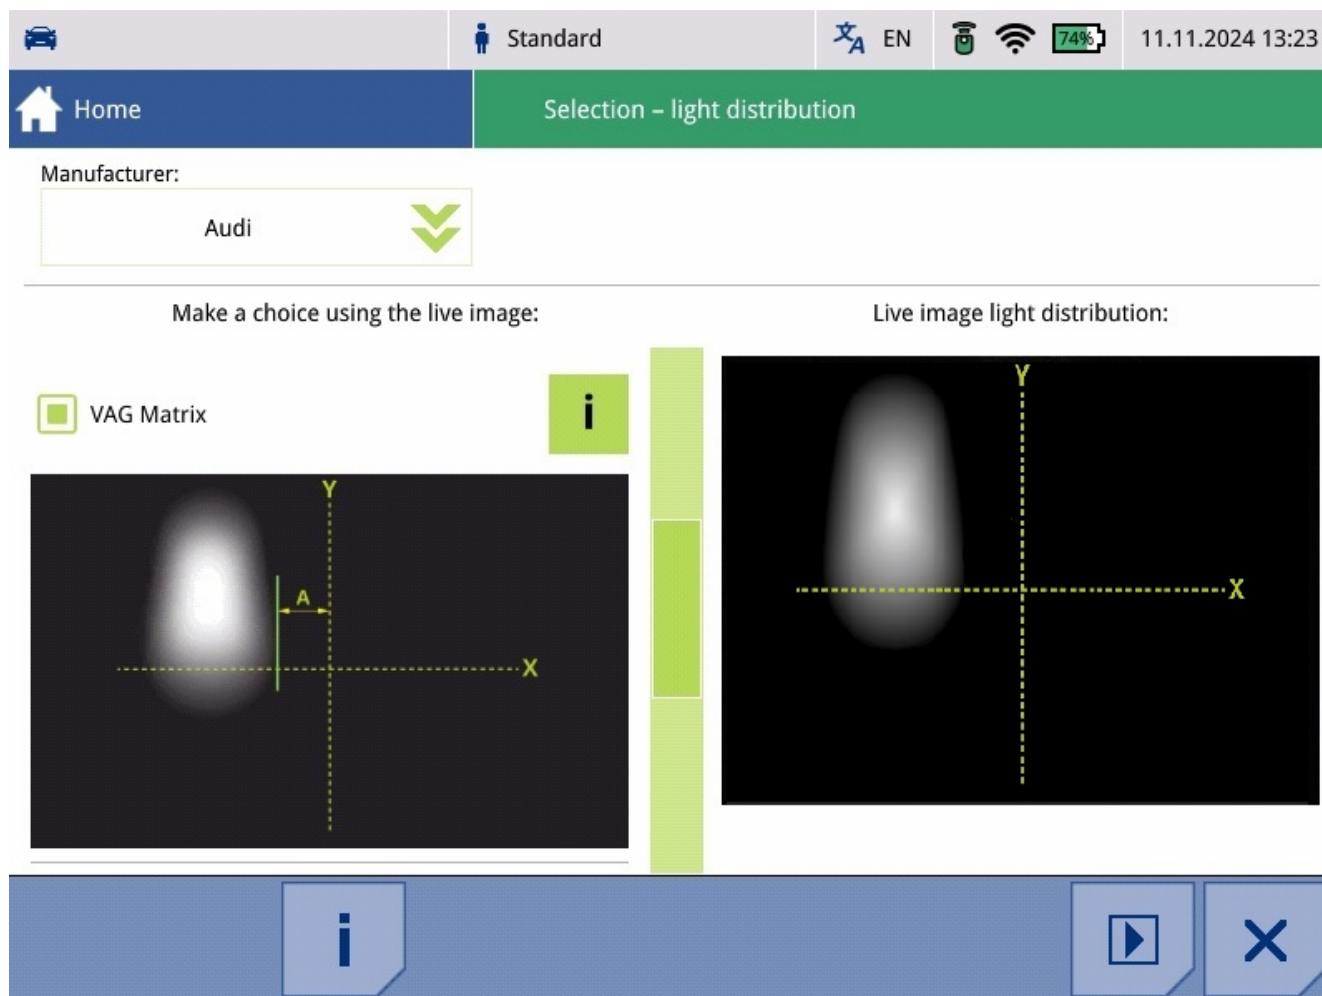 Standard
EN
74%
11.11.2024 13:23
Home
Selection – light distribution
Manufacturer:
Audi
Make a choice using the live image:
Live image light distribution:
VAG Matrix
i
Y
A
X
Y
X
i